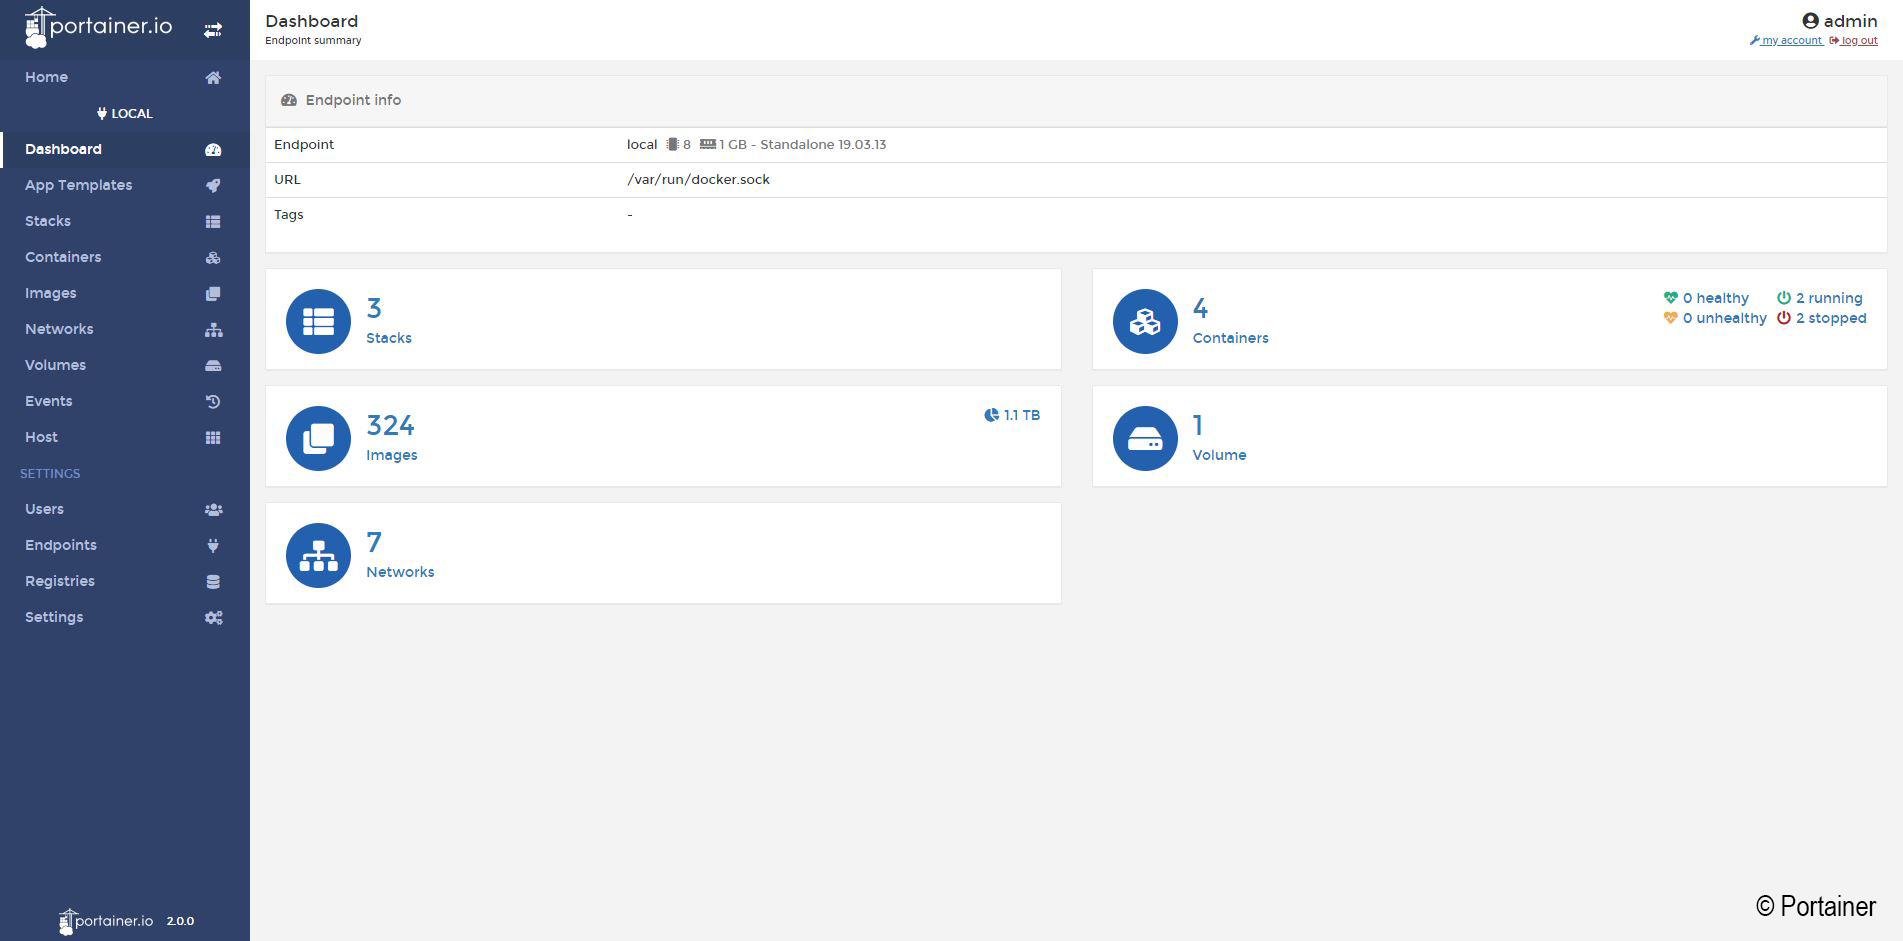 portainer.io
Home
LOCAL
Dashboard
App Templates
Stacks
Containers
Images
Networks
Volumes
Events
Host
SETTINGS
Users
Endpoints
Registries
Settings
portainer.io 2.0.0
Dashboard
Endpoint summary
admin
my account log out
Endpoint info
Endpoint local 8 1 GB - Standalone 19.03.13
URL /var/run/docker.sock
Tags -
3
Stacks
4
Containers
0 healthy 2 running
0 unhealthy 2 stopped
324
Images
1.1 TB
1
Volume
7
Networks
© Portainer